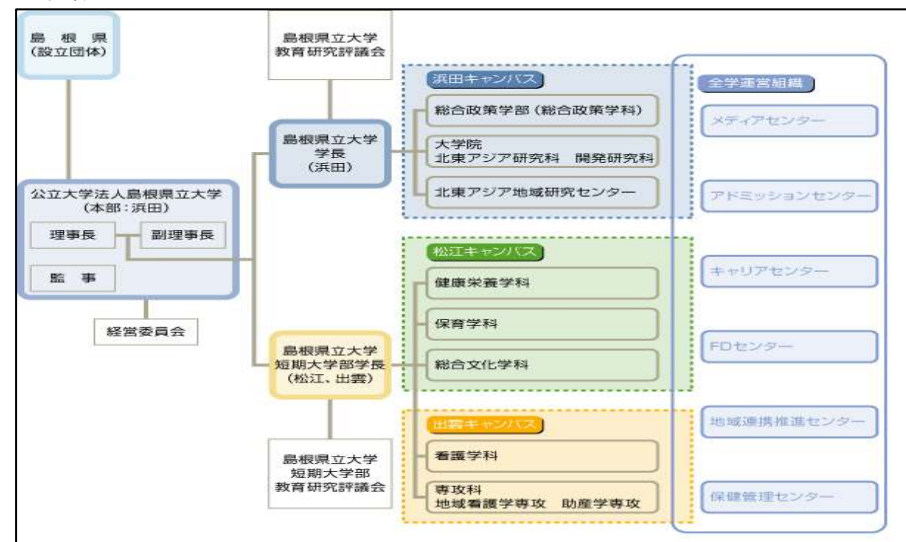 島根県
(設立団体)
公立大学法人島根県立大学
(本部:浜田)
理事長
副理事長
監事
経営委員会
島根県立大学
教育研究評議会
島根県立大学
学長
(浜田)
島根県立大学
短期大学部学長
(松江、出雲)
島根県立大学
短期大学部
教育研究評議会
浜田キャンパス
総合政策学部(総合政策学科)
大学院
北東アジア研究科 開発研究科
北東アジア地域研究センター
松江キャンパス
健康栄養学科
保育学科
総合文化学科
出雲キャンパス
看護学科
専攻科
地域看護学専攻 助産学専攻
全学運営組織
メディアセンター
アドミッションセンター
キャリアセンター
FDセンター
地域連携推進センター
保健管理センター